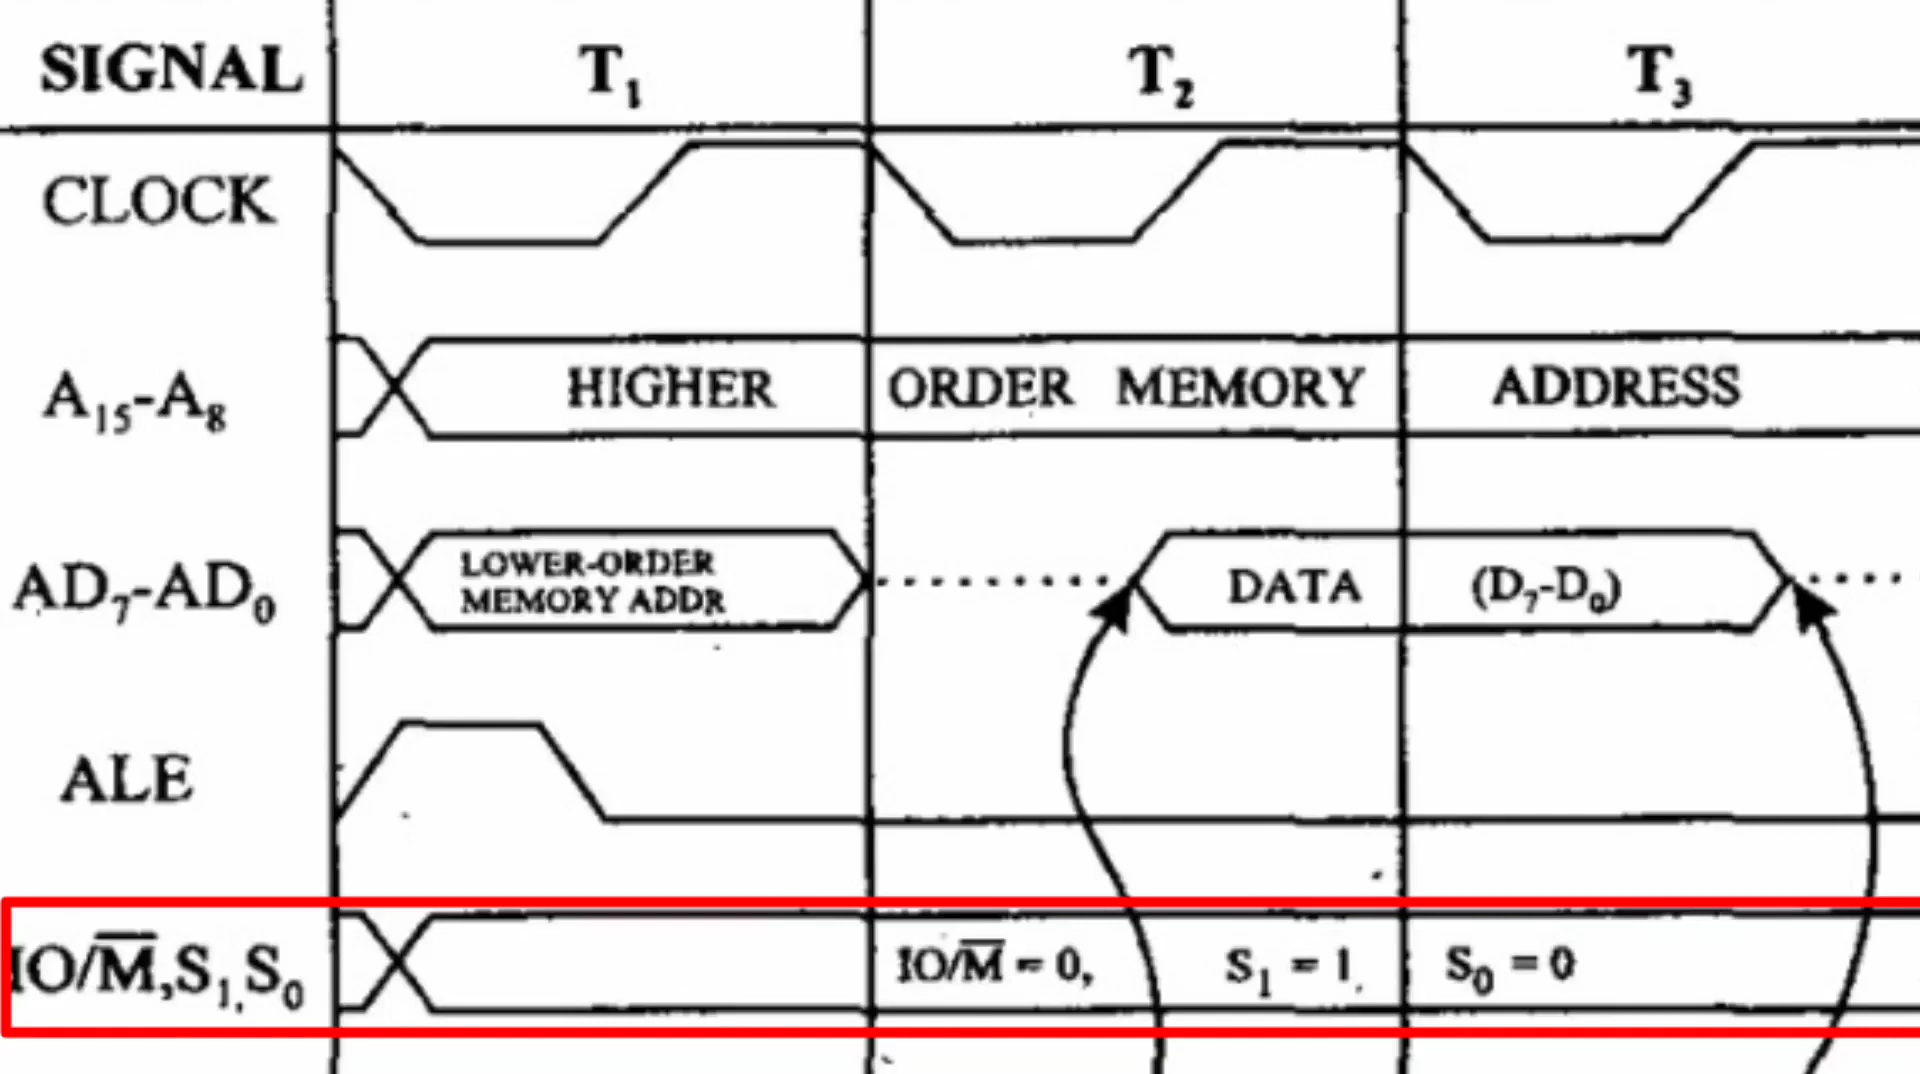 SIGNAL T₁ T₂ T₃
CLOCK
A₁₅-A₈ HIGHER ORDER MEMORY ADDRESS
AD₇-AD₀ LOWER-ORDER MEMORY ADDR DATA (D₇-D₀)
ALE
IO/M̅,S₁,S₀ IO/M̅ = 0, S₁ = 1, S₀ = 0